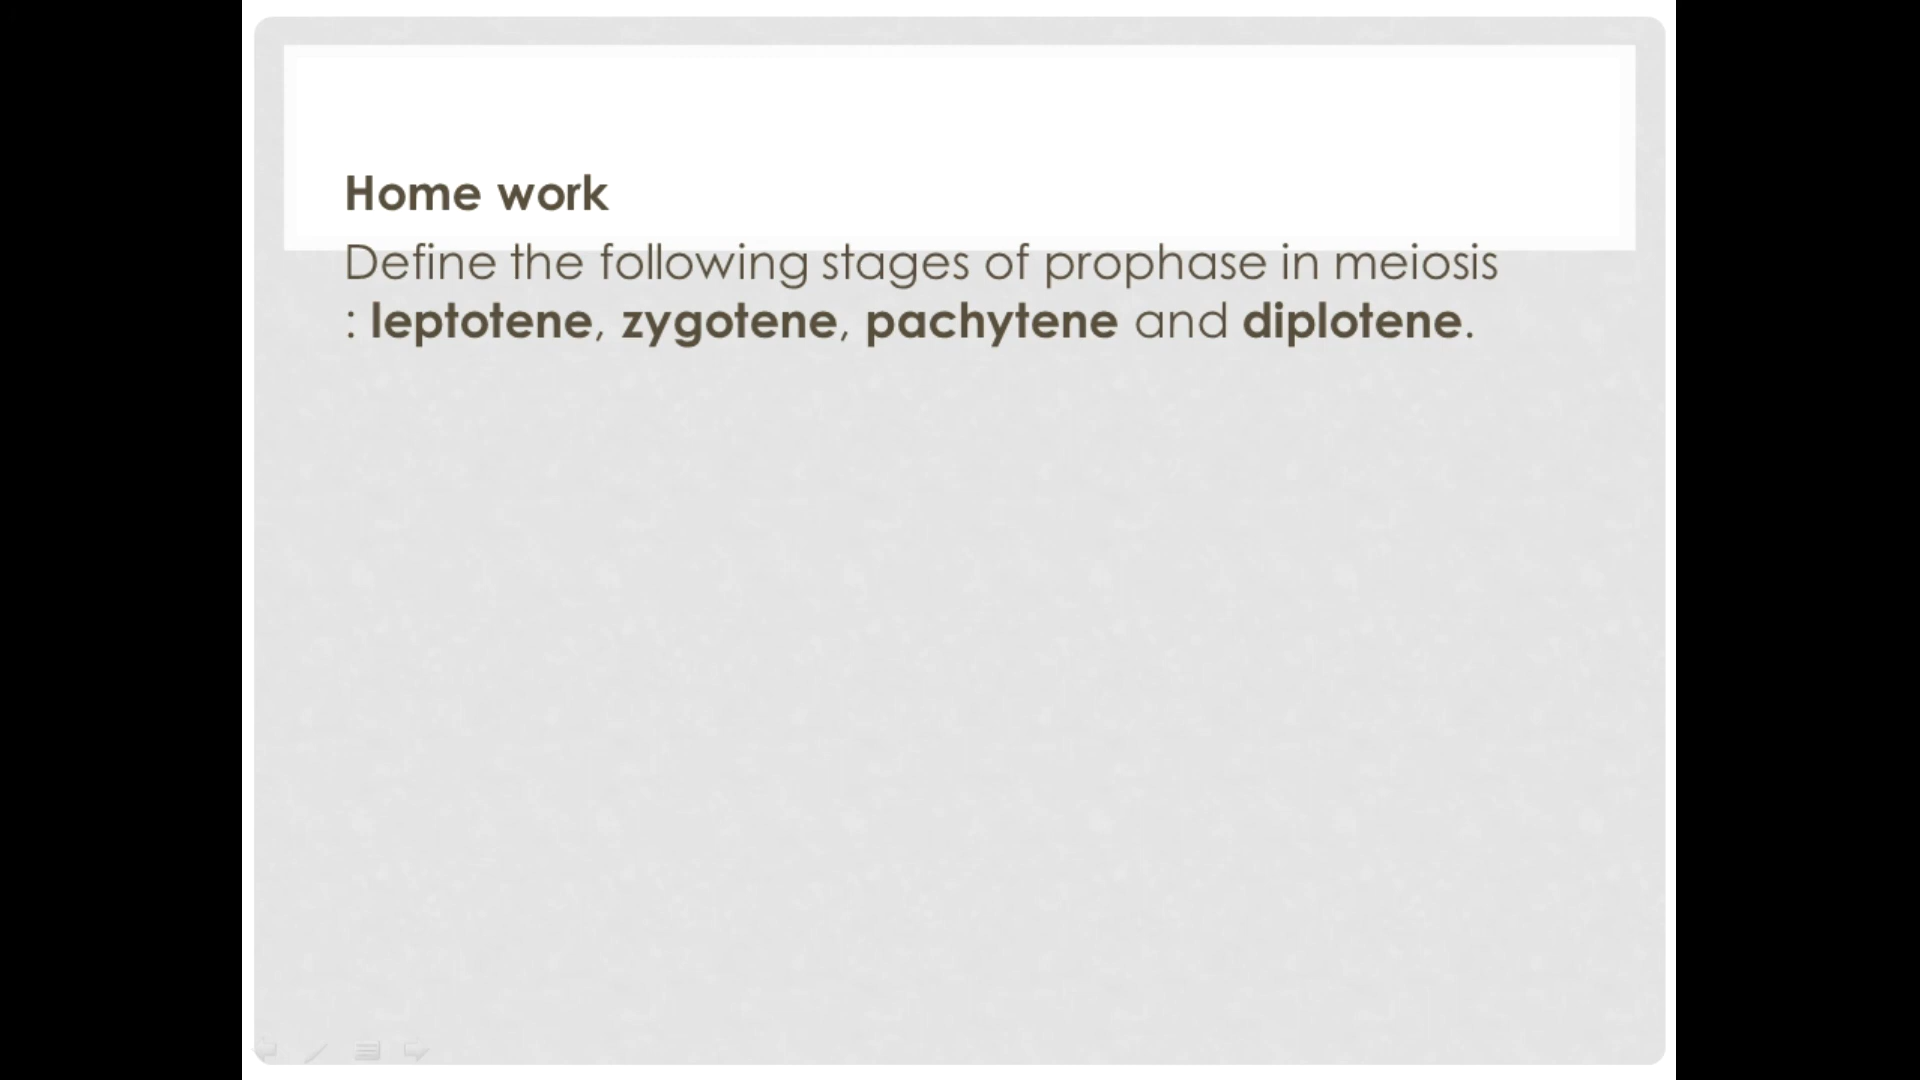 Home work
Define the following stages of prophase in meiosis
: leptotene, zygotene, pachytene and diplotene.